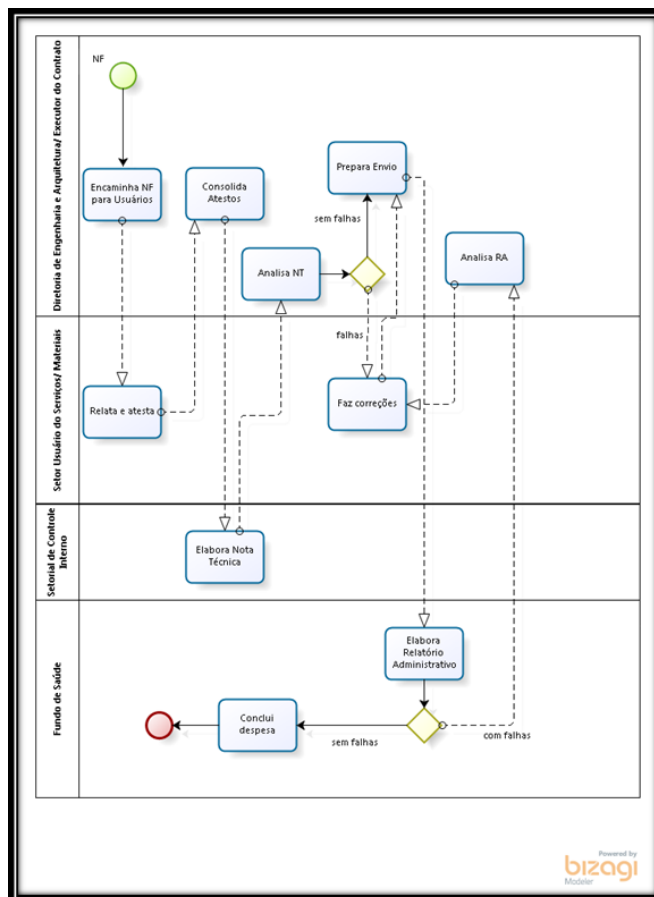 Diretoria de Engenharia e Arquitetura/ Executor do Contrato
NF
Encaminha NF
para Usuários
Consolida
Atestos
Prepara Envio
sem falhas
Analisa NT
Analisa RA
falhas
Setor Usuário do Serviços/ Materiais
Relata e atesta
Faz correções
Setorial de Controle
Interno
Elabora Nota
Técnica
Fundo de Saúde
Elabora
Relatório
Administrativo
Conclui
despesa
sem falhas
com falhas
Powered by
bizagi
Modeler